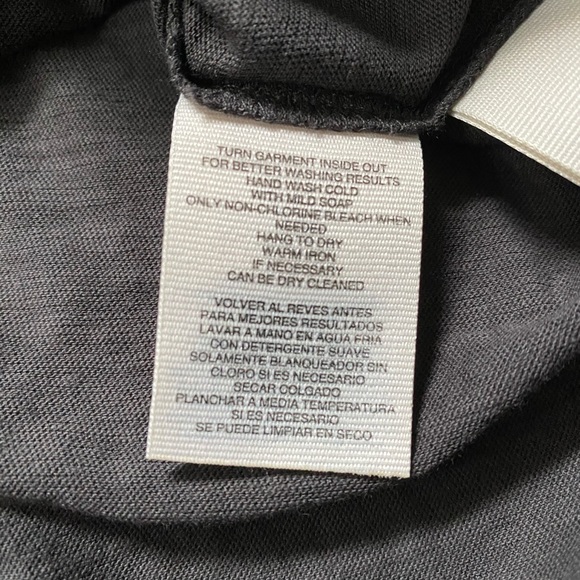 TURN GARMENT INSIDE OUT
FOR BETTER WASHING RESULTS
HAND WASH COLD
WITH MILD SOAP
ONLY NON-CHLORINE BLEACH WHEN
NEEDED
HANG TO DRY
WARM IRON
IF NECESSARY
CAN BE DRY CLEANED
VOLVER AL REVES ANTES
PARA MEJORES RESULTADOS
LAVAR A MANO EN AGUA FRIA
CON DETERGENTE SUAVE
SOLAMENTE BLANQUEADOR SIN
CLORO SI ES NECESARIO
SECAR COLGADO
PLANCHAR A MEDIA TEMPERATURA
SI ES NECESARIO
SE PUEDE LIMPIAR EN SECO